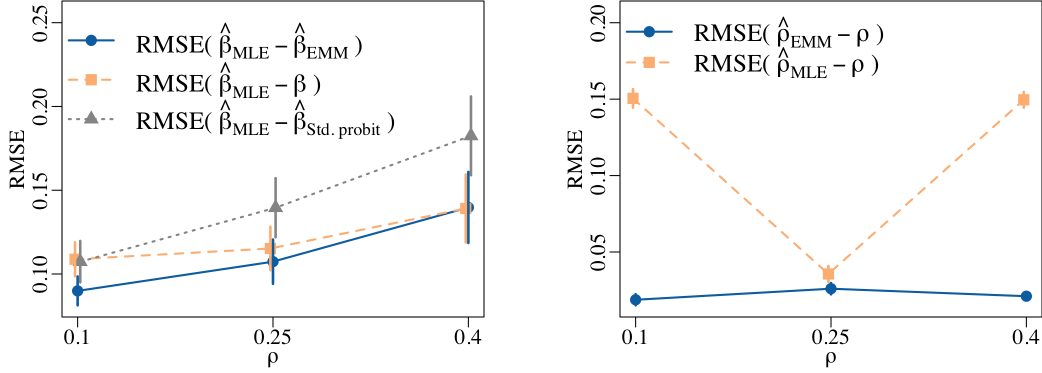 0.25
0.20
0.15
0.10
RMSE
RMSE( β̂MLE − β̂EMM )
RMSE( β̂MLE − β )
RMSE( β̂MLE − β̂Std. probit )
0.1 0.25 0.4
ρ
0.20
0.15
0.10
0.05
RMSE
RMSE( ρ̂EMM − ρ )
RMSE( ρ̂MLE − ρ )
0.1 0.25 0.4
ρ